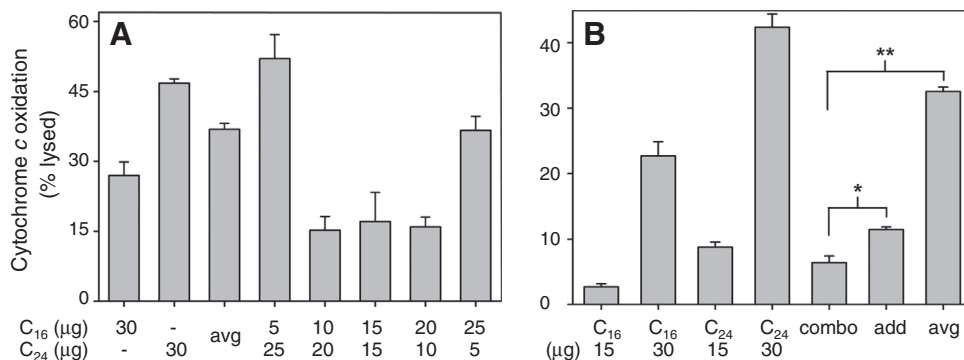 A
B
Cytochrome c oxidation
(% lysed)
60
45
30
15
0
40
30
20
10
0
**
*
C₁₆ (μg) 30 - avg 5 10 15 20 25
C₂₄ (μg) - 30 25 20 15 10 5
C₁₆ C₁₆ C₂₄ C₂₄ combo add avg
(μg) 15 30 15 30